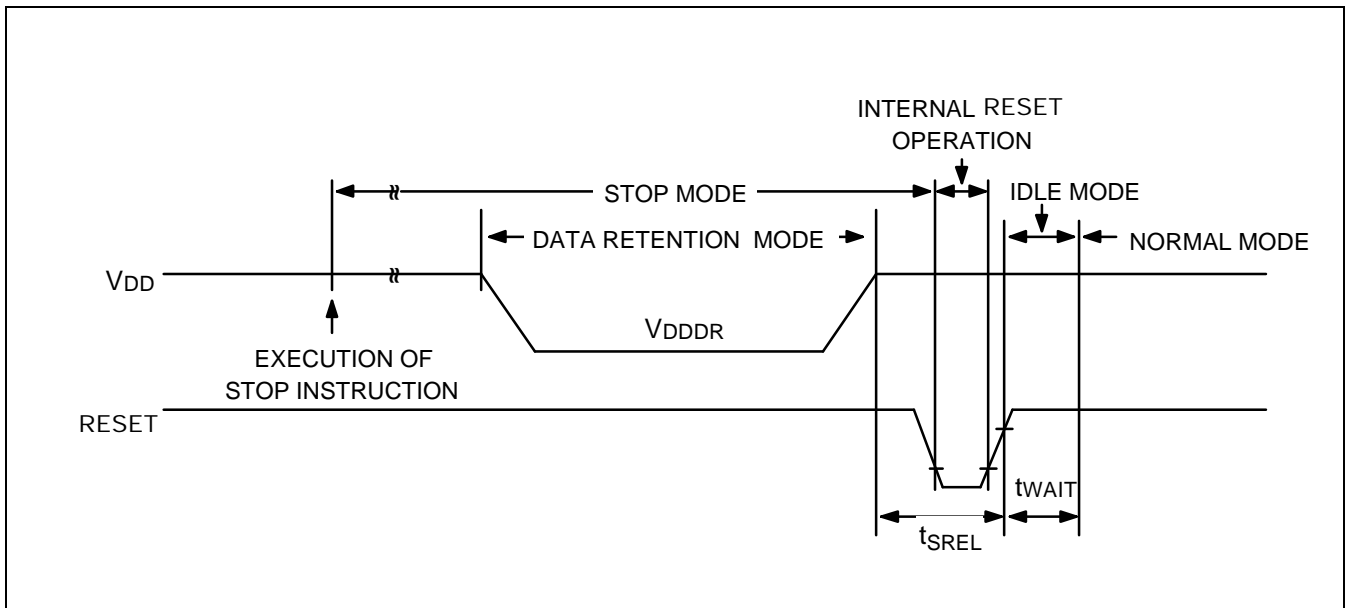 INTERNAL RESET
OPERATION
STOP MODE
IDLE MODE
DATA RETENTION MODE
NORMAL MODE
VDD
VDDDR
EXECUTION OF
STOP INSTRUCTION
RESET
tWAIT
tSREL